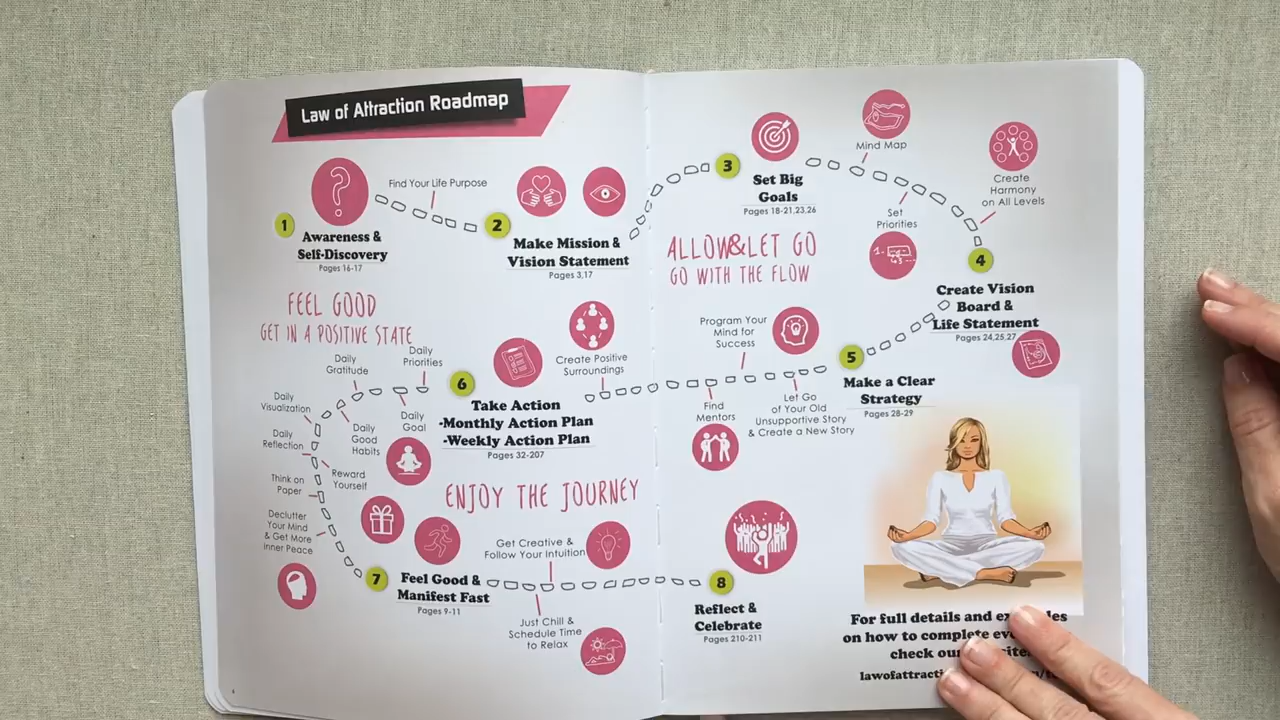 Law of Attraction Roadmap
1
Awareness &
Self-Discovery
Pages 16-17
Find Your Life Purpose
2
Make Mission &
Vision Statement
Pages 3,17
3
Set Big
Goals
Pages 18-21,23,26
Mind Map
Set
Priorities
1.
Create
Harmony
on All Levels
4
Create Vision
Board &
Life Statement
Pages 24,25,27
ALLOW&LET GO
GO WITH THE FLOW
FEEL GOOD
GET IN A POSITIVE STATE
5
Make a Clear
Strategy
Pages 28-29
Program Your
Mind for
Success
Let Go
of Your Old
Unsupportive Story
& Create a New Story
Find
Mentors
Create Positive
Surroundings
6
Take Action
-Monthly Action Plan
-Weekly Action Plan
Pages 32-207
Daily
Priorities
Daily
Goal
Daily
Gratitude
Daily
Good
Habits
Daily
Visualization
Daily
Reflection
Reward
Yourself
Think on
Paper
Declutter
Your Mind
& Get More
Inner Peace
ENJOY THE JOURNEY
7
Feel Good &
Manifest Fast
Pages 9-11
Get Creative &
Follow Your Intuition
Just Chill &
Schedule Time
to Relax
8
Reflect &
Celebrate
Pages 210-211
For full details and
on how to complete
check our